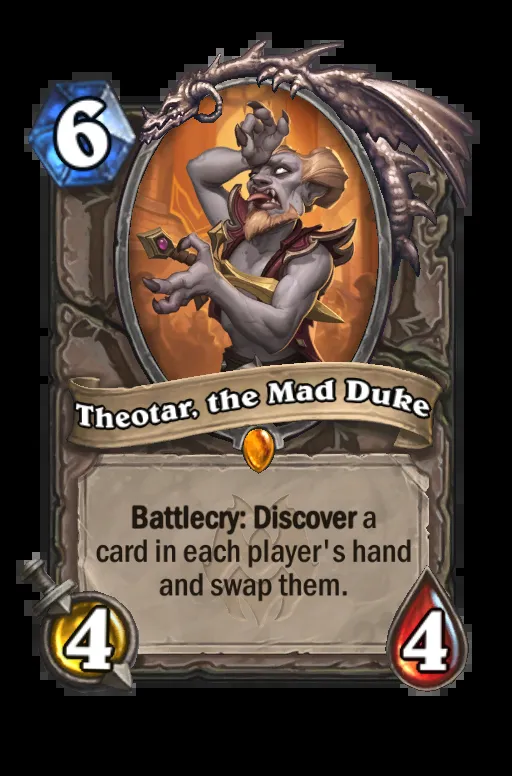 6
Theotar, the Mad Duke
Battlecry: Discover a
card in each player's hand
and swap them.
4
4